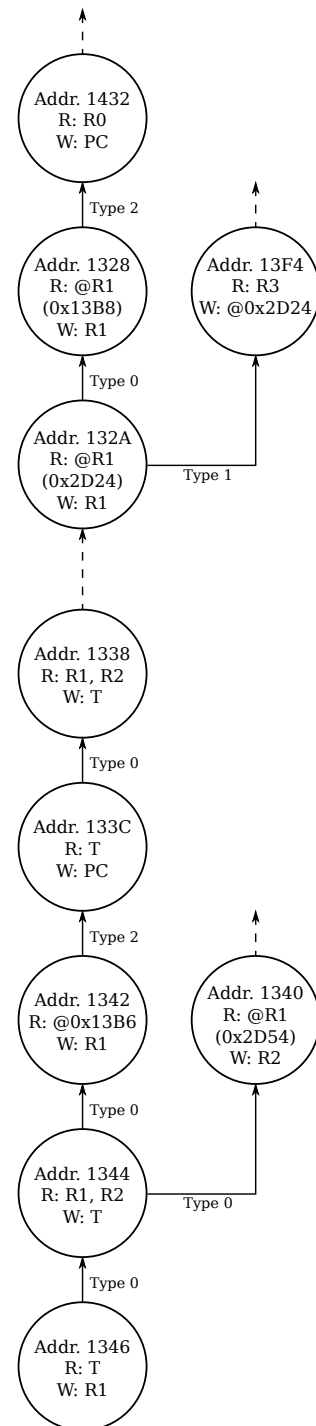 Addr. 1432
R: R0
W: PC
Type 2
Addr. 1328
R: @R1
(0x13B8)
W: R1
Addr. 13F4
R: R3
W: @0x2D24
Type 0
Addr. 132A
R: @R1
(0x2D24)
W: R1
Type 1
Addr. 1338
R: R1, R2
W: T
Type 0
Addr. 133C
R: T
W: PC
Type 2
Addr. 1342
R: @0x13B6
W: R1
Addr. 1340
R: @R1
(0x2D54)
W: R2
Type 0
Addr. 1344
R: R1, R2
W: T
Type 0
Type 0
Addr. 1346
R: T
W: R1